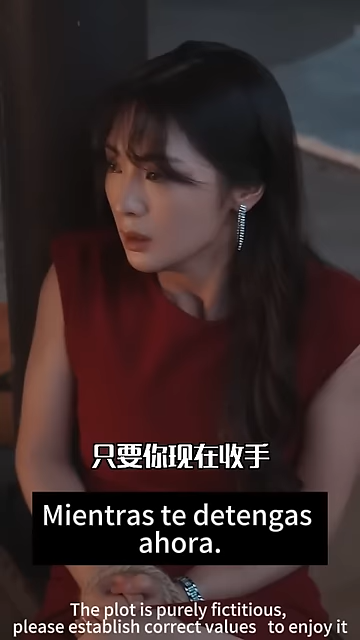 只要你现在收手
Mientras te detengas
ahora.
The plot is purely fictitious,
please establish correct values to enjoy it